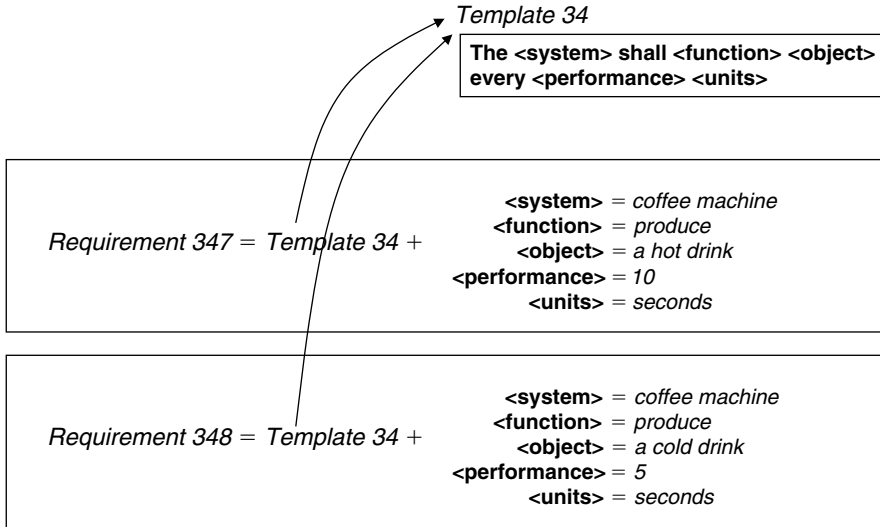 Template 34
The <system> shall <function> <object>
every <performance> <units>
<system> = coffee machine
<function> = produce
Requirement 347 = Template 34 +
<object> = a hot drink
<performance> = 10
<units> = seconds
<system> = coffee machine
<function> = produce
Requirement 348 = Template 34 +
<object> = a cold drink
<performance> = 5
<units> = seconds